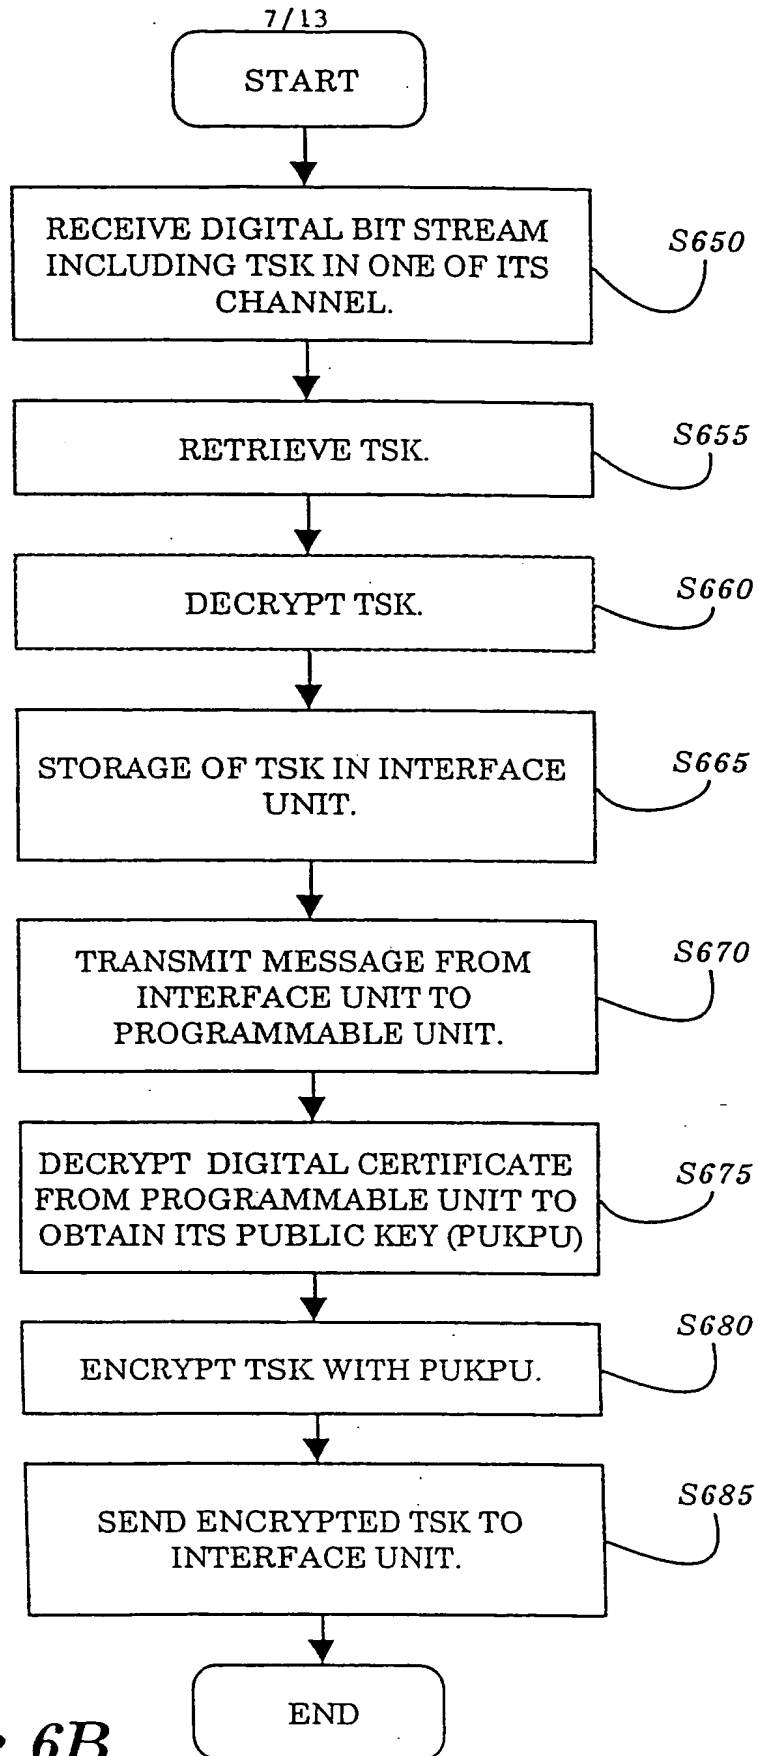 7/13
START
RECEIVE DIGITAL BIT STREAM
INCLUDING TSK IN ONE OF ITS
CHANNEL.
S650
RETRIEVE TSK.
S655
DECRYPT TSK.
S660
STORAGE OF TSK IN INTERFACE
UNIT.
S665
TRANSMIT MESSAGE FROM
INTERFACE UNIT TO
PROGRAMMABLE UNIT.
S670
DECRYPT DIGITAL CERTIFICATE
FROM PROGRAMMABLE UNIT TO
OBTAIN ITS PUBLIC KEY (PUKPU)
S675
ENCRYPT TSK WITH PUKPU.
S680
SEND ENCRYPTED TSK TO
INTERFACE UNIT.
S685
END
6B